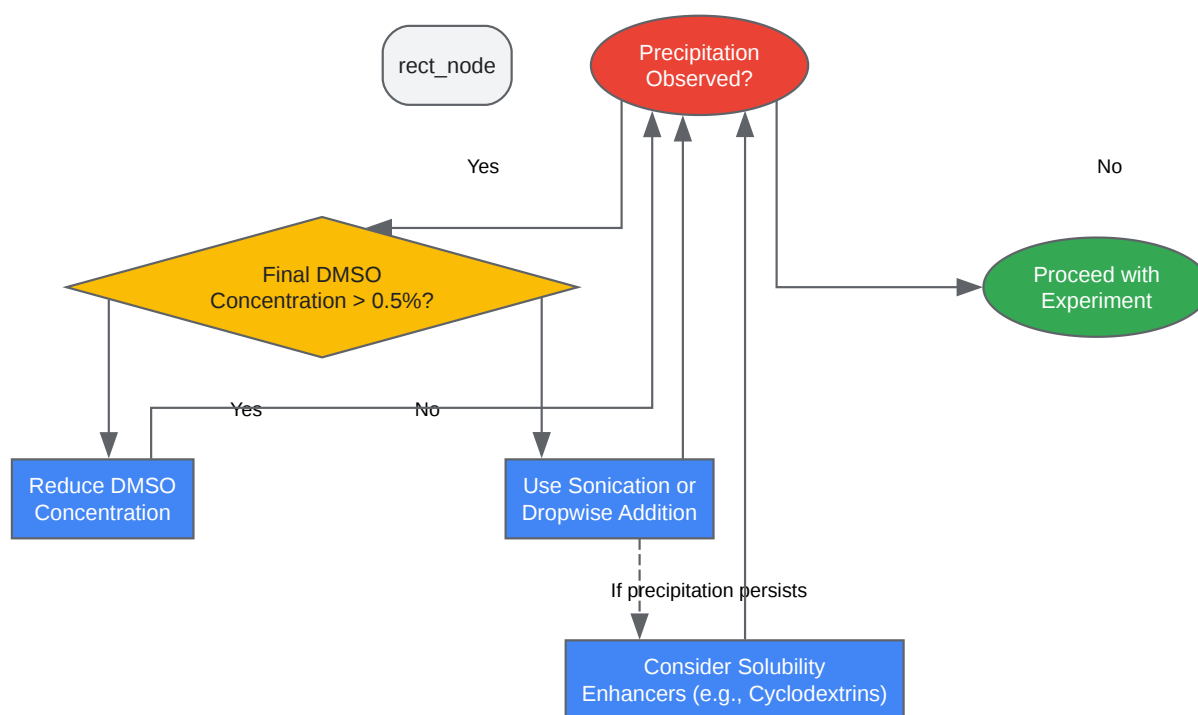 rect_node
Precipitation
Observed?
Yes
No
Final DMSO
Concentration > 0.5%?
Proceed with
Experiment
Yes
No
Reduce DMSO
Concentration
Use Sonication or
Dropwise Addition
If precipitation persists
Consider Solubility
Enhancers (e.g., Cyclodextrins)